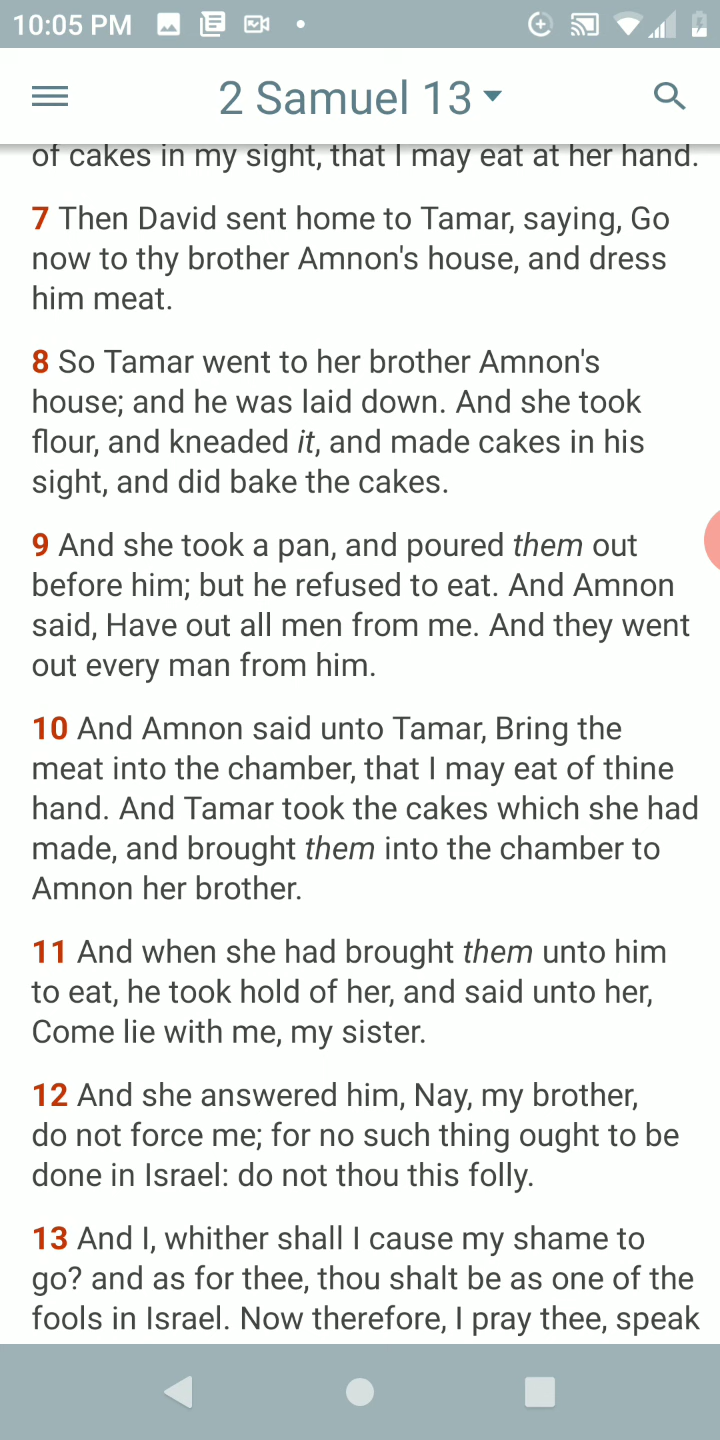 10:05 PM
2 Samuel 13
of cakes in my sight, that I may eat at her hand.
7 Then David sent home to Tamar, saying, Go
now to thy brother Amnon's house, and dress
him meat.
8 So Tamar went to her brother Amnon's
house; and he was laid down. And she took
flour, and kneaded it, and made cakes in his
sight, and did bake the cakes.
9 And she took a pan, and poured them out
before him; but he refused to eat. And Amnon
said, Have out all men from me. And they went
out every man from him.
10 And Amnon said unto Tamar, Bring the
meat into the chamber, that I may eat of thine
hand. And Tamar took the cakes which she had
made, and brought them into the chamber to
Amnon her brother.
11 And when she had brought them unto him
to eat, he took hold of her, and said unto her,
Come lie with me, my sister.
12 And she answered him, Nay, my brother,
do not force me; for no such thing ought to be
done in Israel: do not thou this folly.
13 And I, whither shall I cause my shame to
go? and as for thee, thou shalt be as one of the
fools in Israel. Now therefore, I pray thee, speak